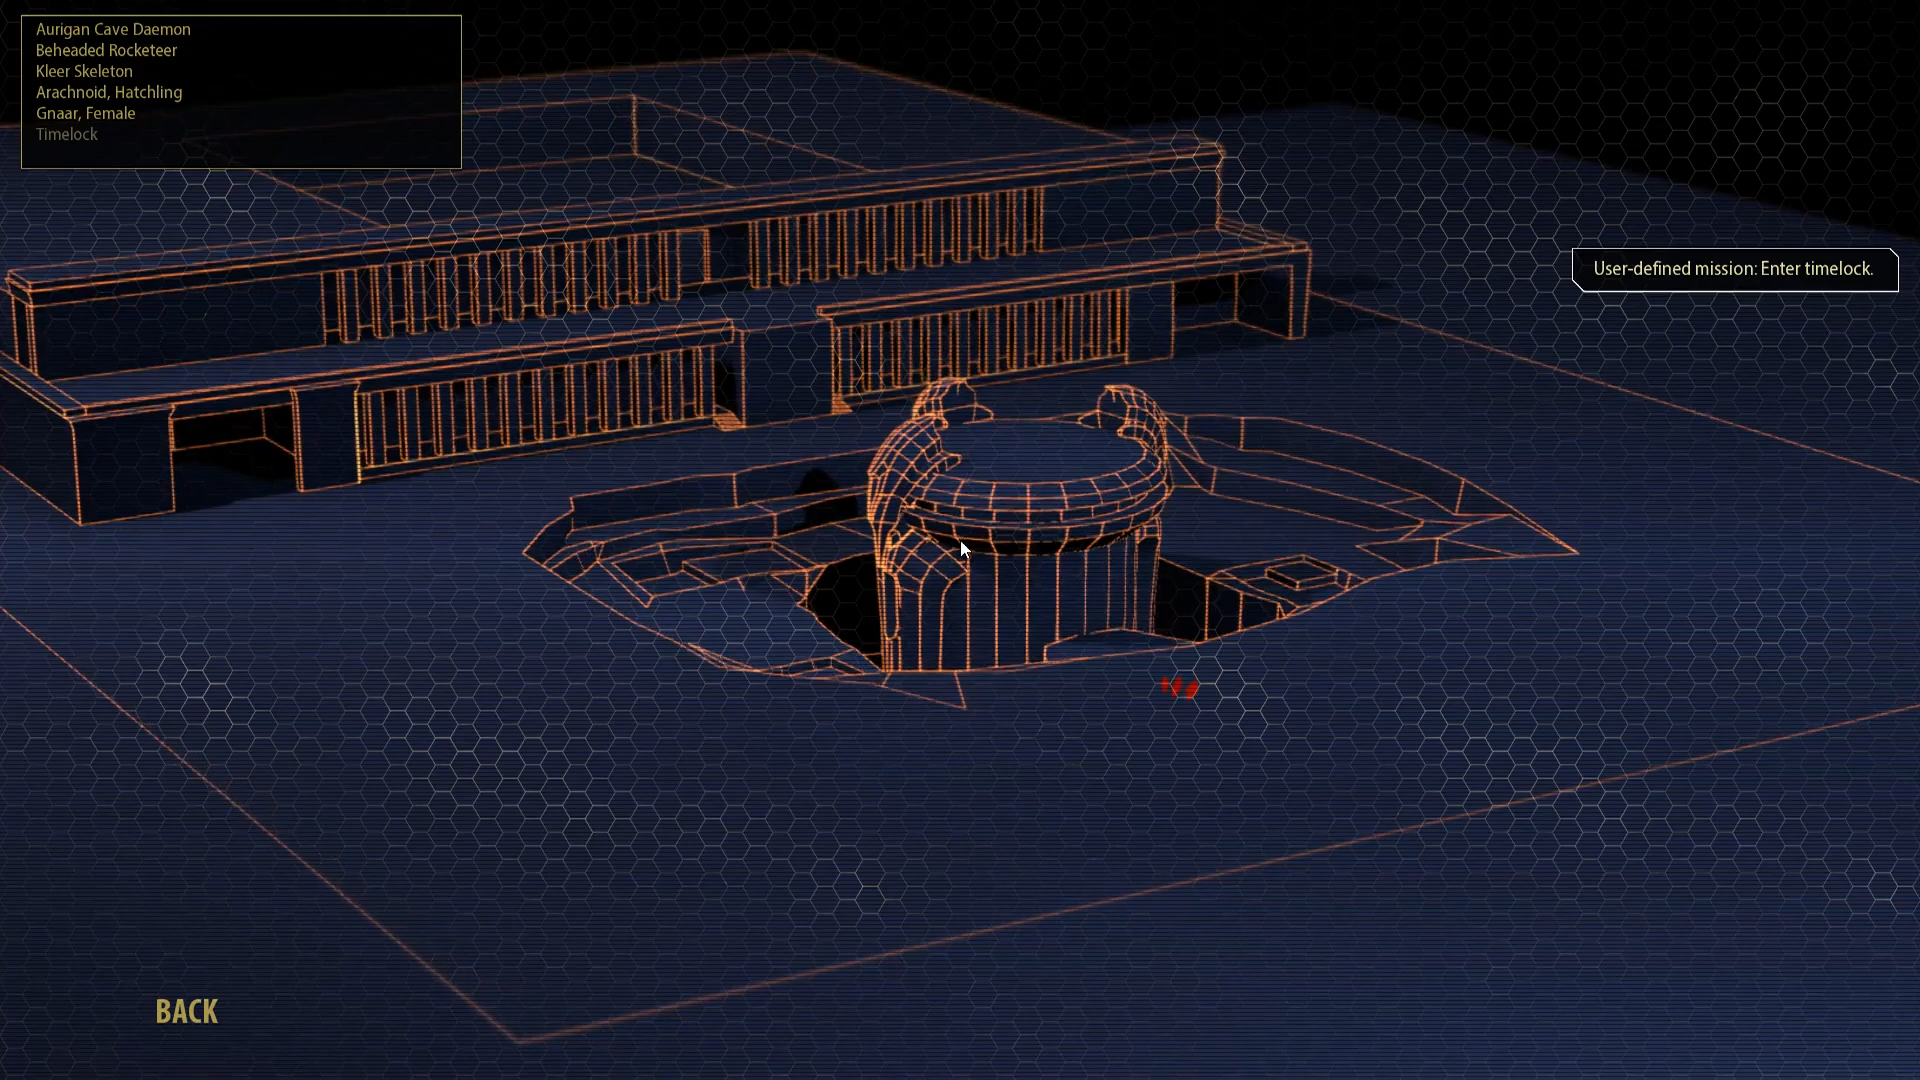 Aurigan Cave Daemon
Beheaded Rocketeer
Kleer Skeleton
Arachnoid, Hatchling
Gnaar, Female
Timelock
User-defined mission: Enter timelock.
BACK